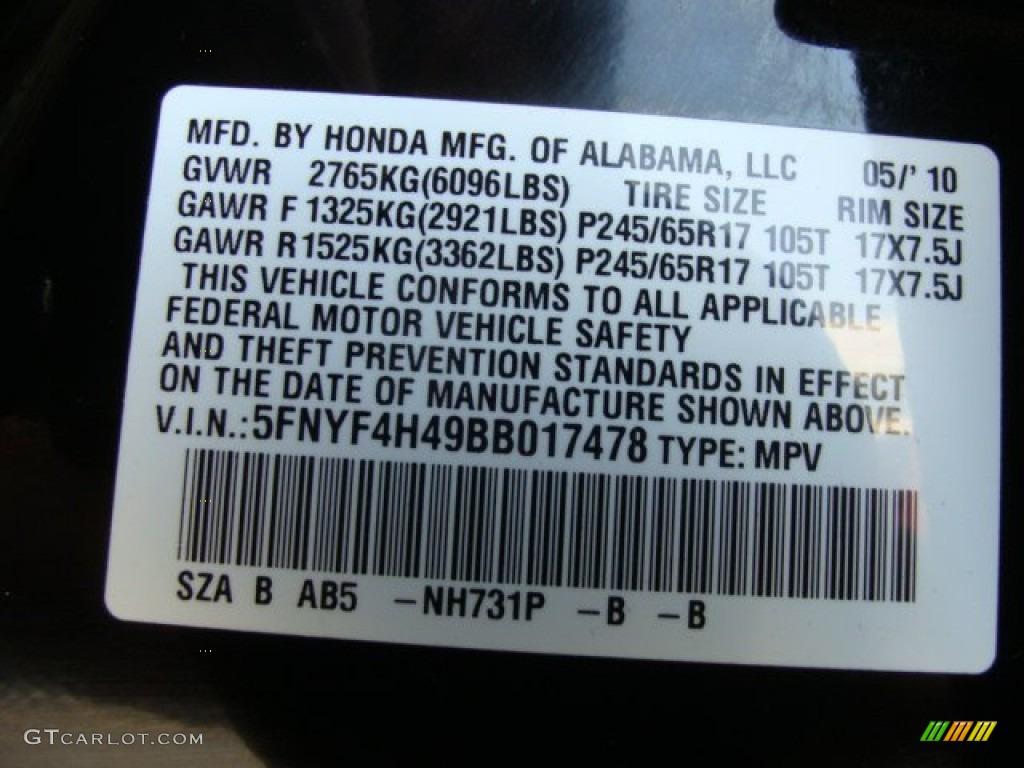 MFD. BY HONDA MFG. OF ALABAMA, LLC 05/' 10
GVWR 2765KG(6096LBS) TIRE SIZE RIM SIZE
GAWR F 1325KG(2921LBS) P245/65R17 105T 17X7.5J
GAWR R1525KG(3362LBS) P245/65R17 105T 17X7.5J
THIS VEHICLE CONFORMS TO ALL APPLICABLE
FEDERAL MOTOR VEHICLE SAFETY
AND THEFT PREVENTION STANDARDS IN EFFECT
ON THE DATE OF MANUFACTURE SHOWN ABOVE.
V.I.N.:5FNYF4H49BB017478 TYPE: MPV
SZA B AB5 –NH731P –B –B
GTCARLOT.COM